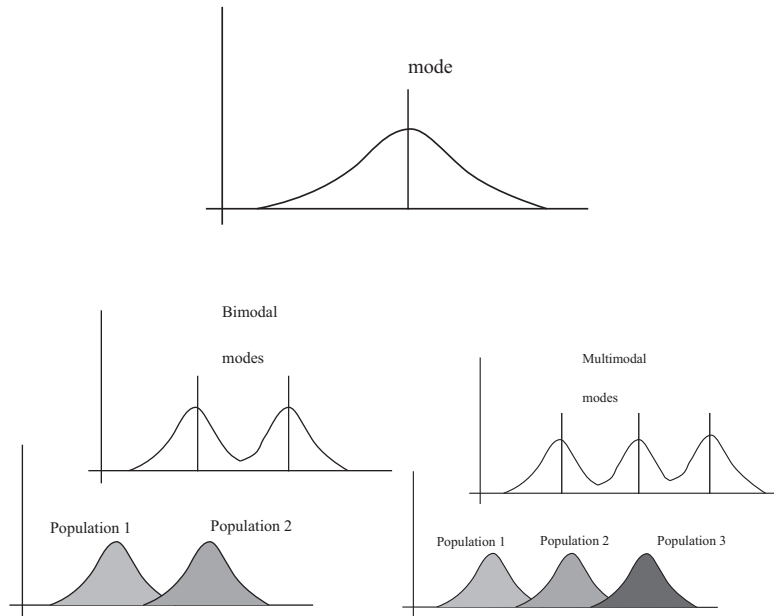 mode
Bimodal
modes
Multimodal
modes
Population 1
Population 2
Population 1
Population 2
Population 3